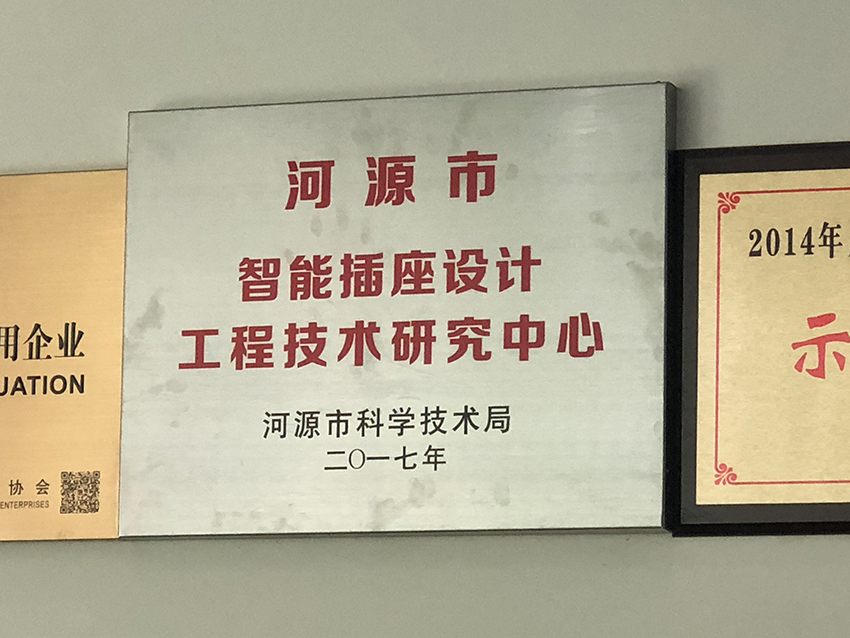 河源市
智能插座设计
工程技术研究中心
河源市科学技术局
二〇一七年
用企业
UATION
协会
ENTERPRISES
2014年
示